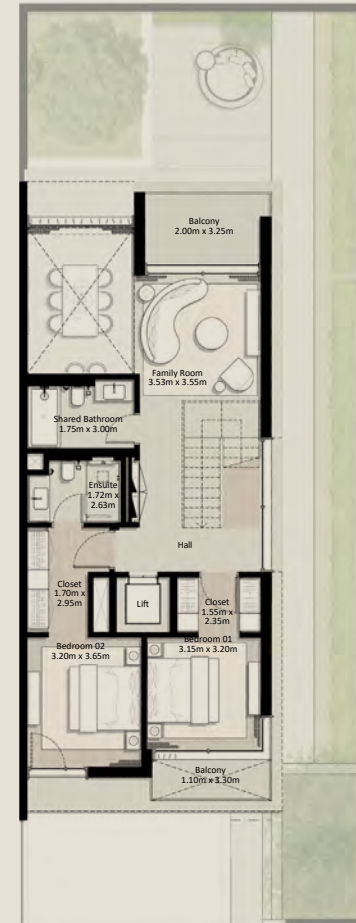 Balcony
2.00m x 3.25m
Family Room
3.53m x 3.55m
Shared Bathroom
1.75m x 3.00m
Ensuite
1.72m x
2.63m
Hall
Closet
1.70m x
2.95m
Lift
Closet
1.55m x
2.35m
Bedroom 02
3.20m x 3.65m
Bedroom 01
3.15m x 3.20m
Balcony
1.10m x 3.30m